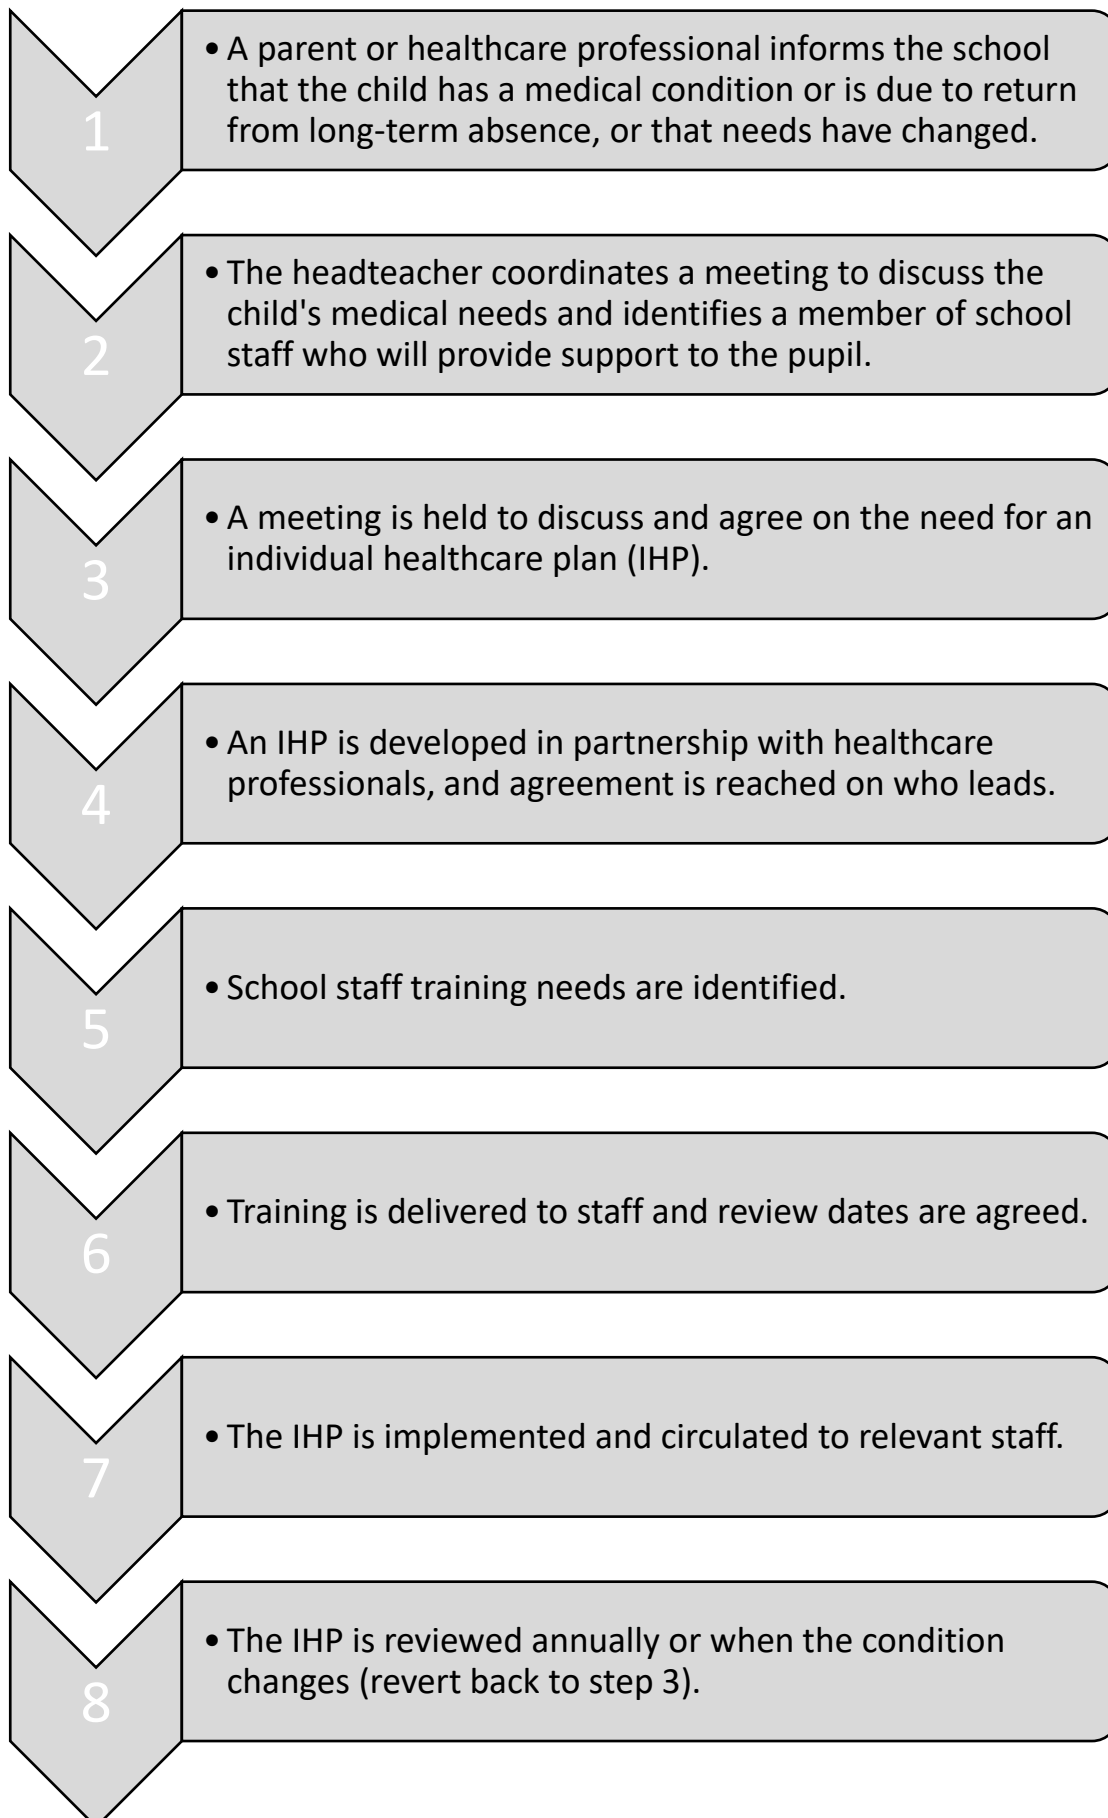 1
• A parent or healthcare professional informs the school
that the child has a medical condition or is due to return
from long-term absence, or that needs have changed.
2
• The headteacher coordinates a meeting to discuss the
child's medical needs and identifies a member of school
staff who will provide support to the pupil.
3
• A meeting is held to discuss and agree on the need for an
individual healthcare plan (IHP).
4
• An IHP is developed in partnership with healthcare
professionals, and agreement is reached on who leads.
5
• School staff training needs are identified.
6
• Training is delivered to staff and review dates are agreed.
7
• The IHP is implemented and circulated to relevant staff.
8
• The IHP is reviewed annually or when the condition
changes (revert back to step 3).